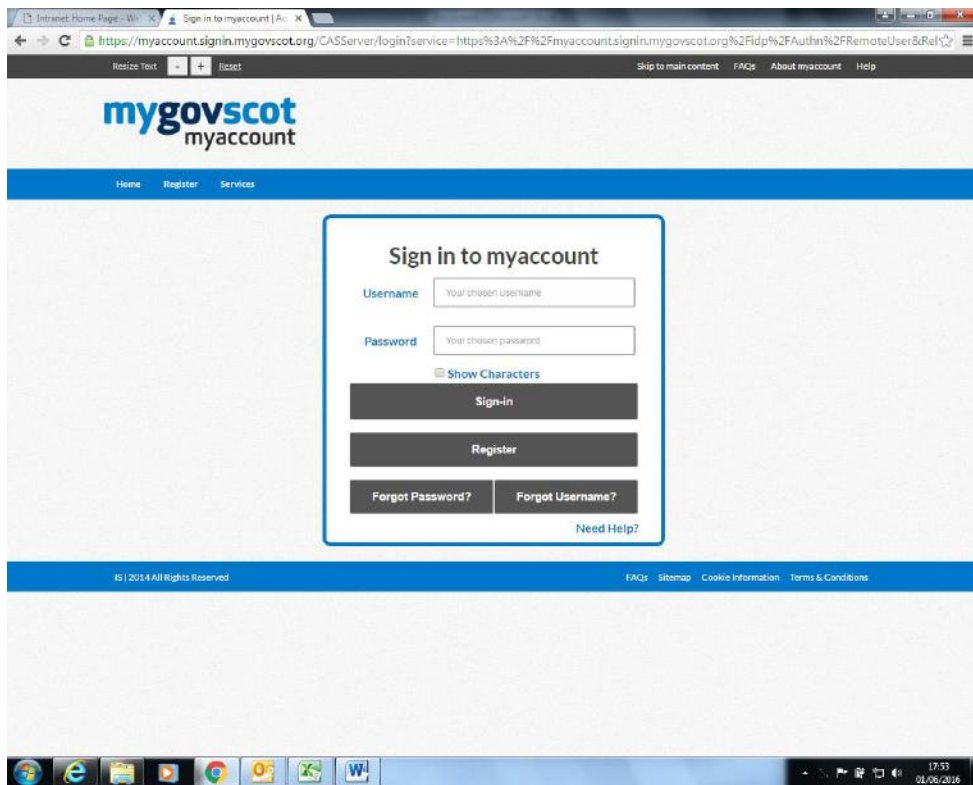 Intranet Home Page - W
Sign in to myaccount | Ac
https://myaccount.signin.mygovscot.org/CASServer/login?service=https%3A%2F%2Fmyaccount.signin.mygovscot.org%2Fidp%2FAuthn%2FRemoteUser&Rel
Resize Text - + Reset Skip to main content FAQs About myaccount Help
mygovscot
myaccount
Home Register Services
Sign in to myaccount
Username Your chosen username
Password Your chosen password
Show Characters
Sign-in
Register
Forgot Password? Forgot Username?
Need Help?
IS | 2014 All Rights Reserved FAQs Sitemap Cookie Information Terms & Conditions
17:53
01/06/2016